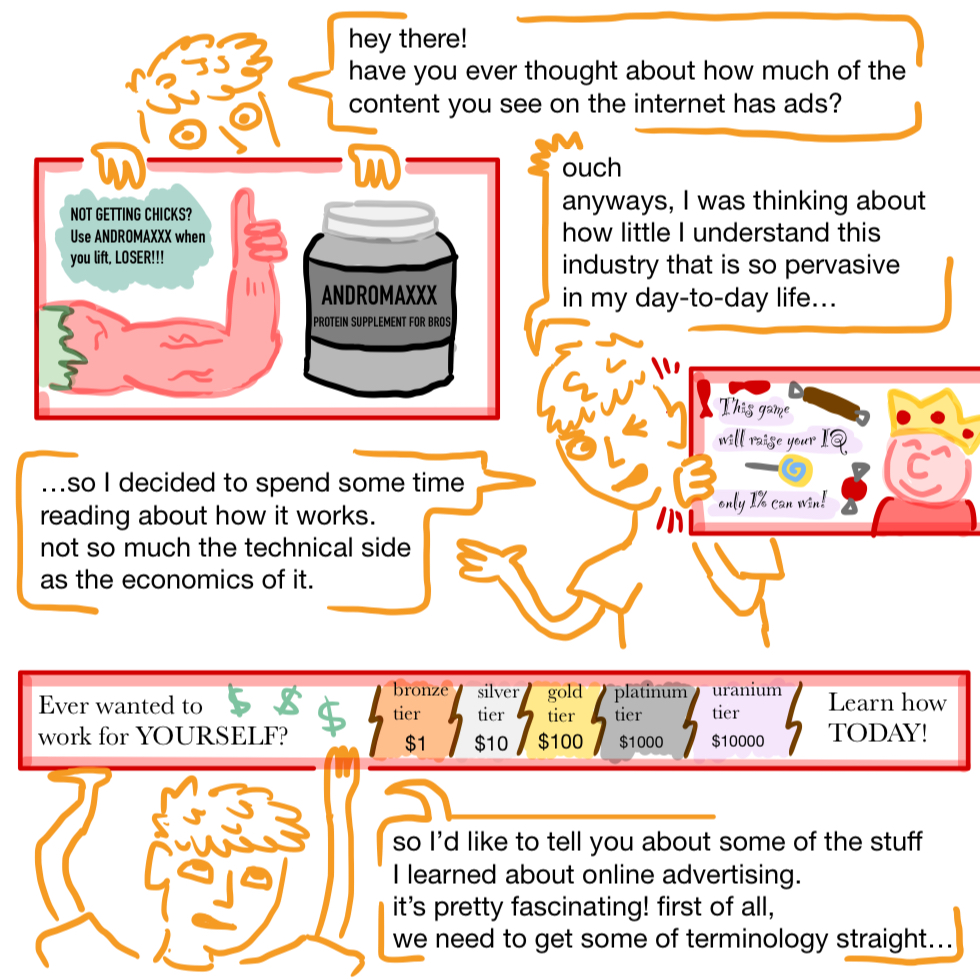 hey there!
have you ever thought about how much of the
content you see on the internet has ads?
NOT GETTING CHICKS?
Use ANDROMAXXX when
you lift, LOSER!!!
ANDROMAXXX
PROTEIN SUPPLEMENT FOR BROS
ouch
anyways, I was thinking about
how little I understand this
industry that is so pervasive
in my day-to-day life...
This game
will raise your IQ
only 1% can win!
...so I decided to spend some time
reading about how it works.
not so much the technical side
as the economics of it.
Ever wanted to
work for YOURSELF?
$ $ $
bronze
tier
$1
silver
tier
$10
gold
tier
$100
platinum
tier
$1000
uranium
tier
$10000
Learn how
TODAY!
so I'd like to tell you about some of the stuff
I learned about online advertising.
it's pretty fascinating! first of all,
we need to get some of terminology straight...